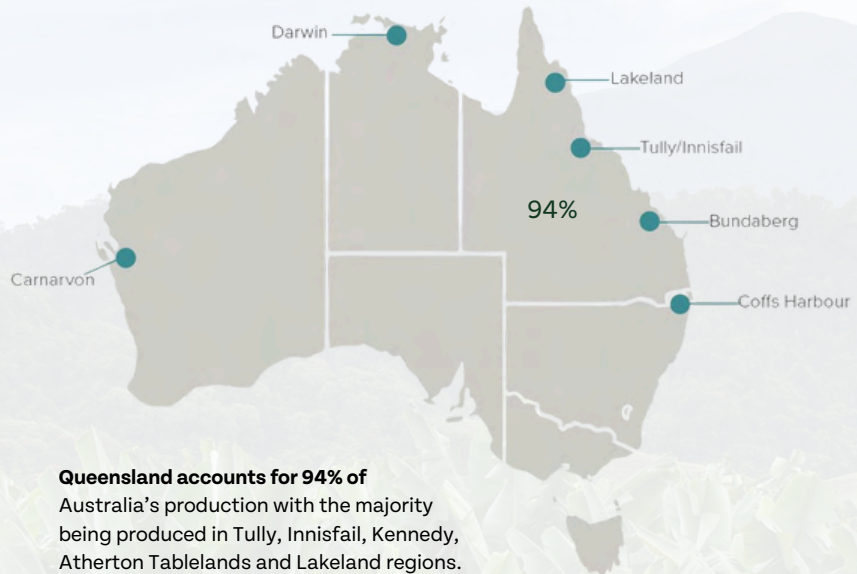 Darwin
Lakeland
Tully/Innisfail
94%
Bundaberg
Carnarvon
Coffs Harbour
Queensland accounts for 94% of
Australia's production with the majority
being produced in Tully, Innisfail, Kennedy,
Atherton Tablelands and Lakeland regions.